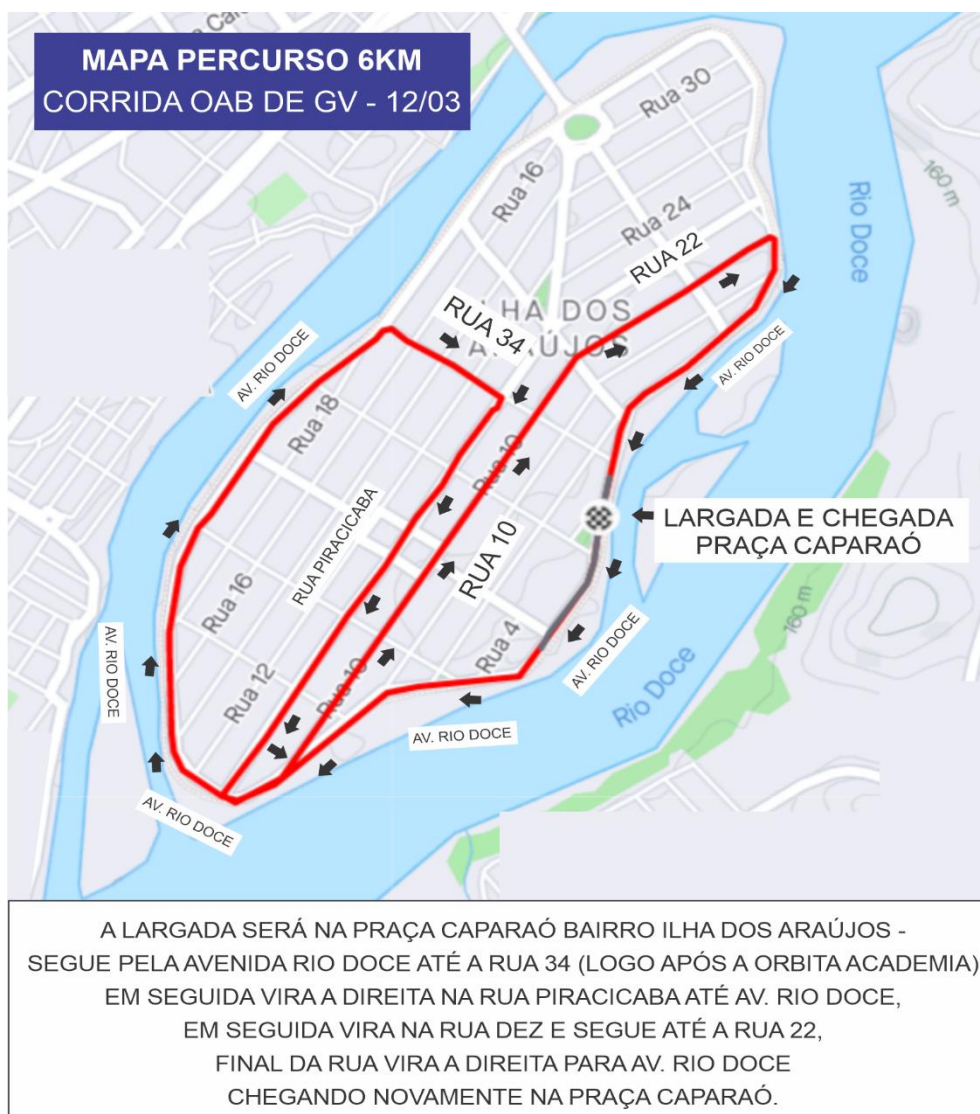 MAPA PERCURSO 6KM
CORRIDA OAB DE GV - 12/03
Rua 30
Rua 16
Rio Doce
160 m
Rua 24
RUA 22
RUA 34
LHA DOS
ARAÚJOS
AV. RIO DOCE
AV. RIO DOCE
Rua 18
Rua 10
RUA PIRACICABA
LARGADA E CHEGADA
PRAÇA CAPARAÓ
RUA 10
Rua 16
160 m
Rua 4
AV. RIO DOCE
Rua 12
Rua 10
AV. RIO DOCE
Rio Doce
AV. RIO DOCE
AV. RIO DOCE
A LARGADA SERÁ NA PRAÇA CAPARAÓ BAIRRO ILHA DOS ARAÚJOS -
SEGUE PELA AVENIDA RIO DOCE ATÉ A RUA 34 (LOGO APÓS A ORBITA ACADEMIA)
EM SEGUIDA VIRA A DIREITA NA RUA PIRACICABA ATÉ AV. RIO DOCE,
EM SEGUIDA VIRA NA RUA DEZ E SEGUE ATÉ A RUA 22,
FINAL DA RUA VIRA A DIREITA PARA AV. RIO DOCE
CHEGANDO NOVAMENTE NA PRAÇA CAPARAÓ.